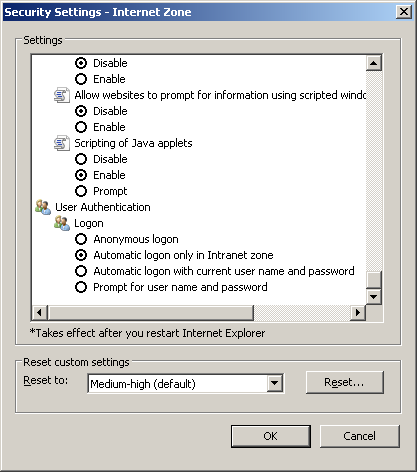 Security Settings - Internet Zone
Settings
Disable
Enable
Allow websites to prompt for information using scripted windo
Disable
Enable
Scripting of Java applets
Disable
Enable
Prompt
User Authentication
Logon
Anonymous logon
Automatic logon only in Intranet zone
Automatic logon with current user name and password
Prompt for user name and password
*Takes effect after you restart Internet Explorer
Reset custom settings
Reset to: Medium-high (default) Reset...
OK Cancel